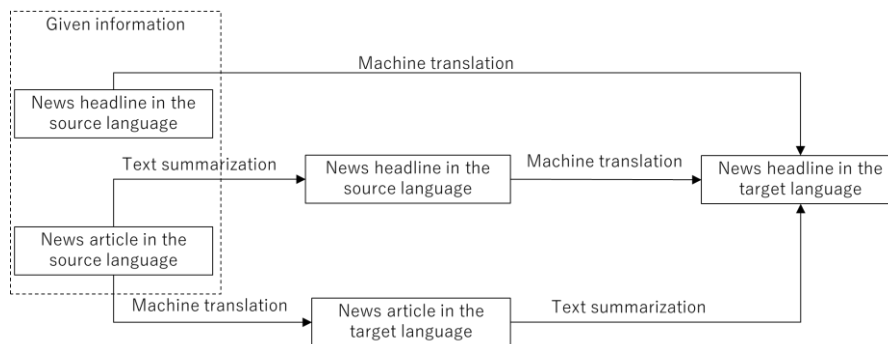 Given information
Machine translation
News headline in the
source language
Text summarization
News headline in the
source language
Machine translation
News headline in the
target language
News article in the
source language
Machine translation
News article in the
target language
Text summarization